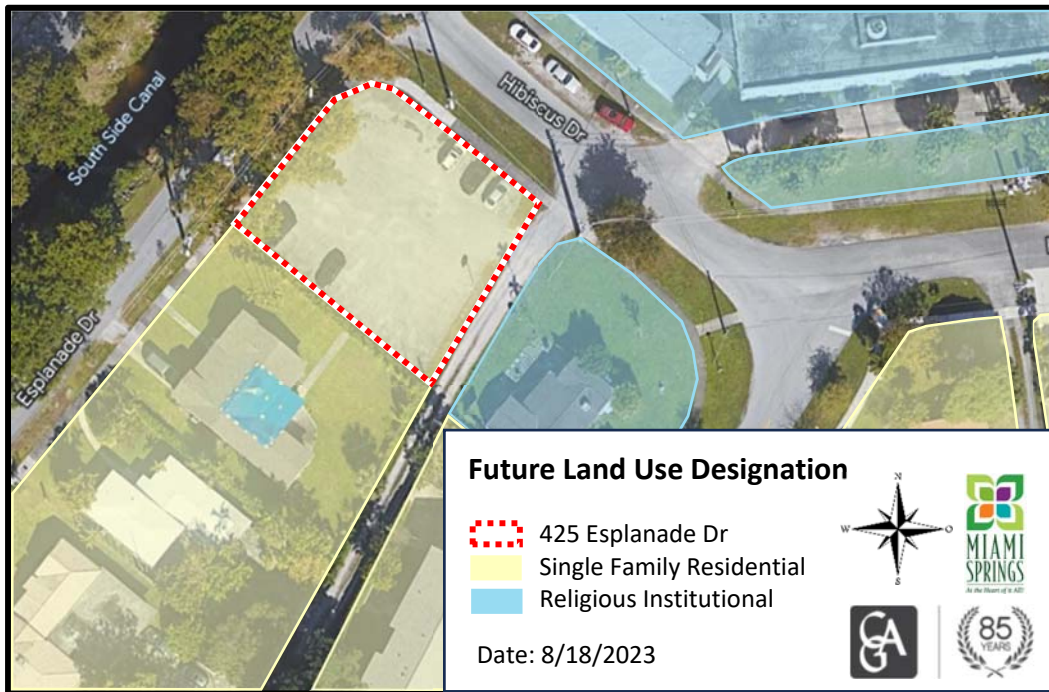 South Side Canal
Hibiscus Dr
Esplanade Dr
Future Land Use Designation
425 Esplanade Dr
Single Family Residential
Religious Institutional
Date: 8/18/2023
N
W
O
S
MIAMI
SPRINGS
At the Heart of it All!
CGA
85
YEARS